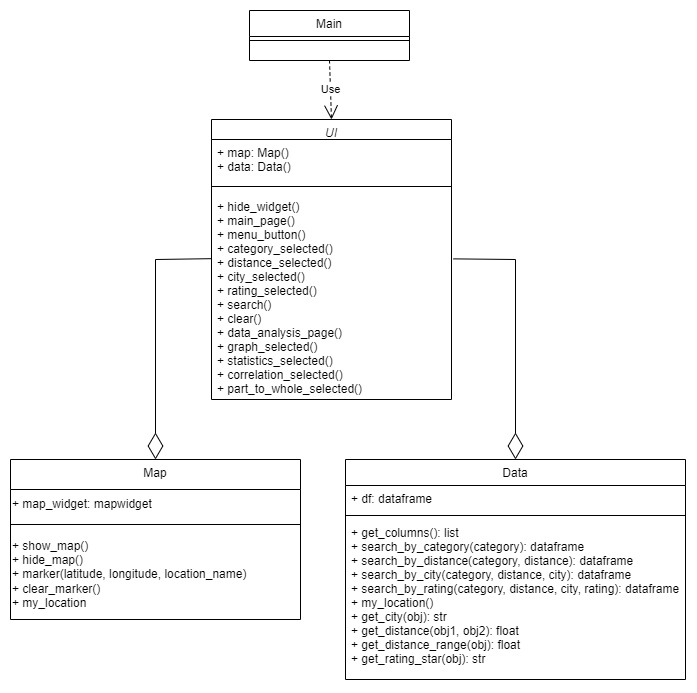 Main
Use
UI
+ map: Map()
+ data: Data()
+ hide_widget()
+ main_page()
+ menu_button()
+ category_selected()
+ distance_selected()
+ city_selected()
+ rating_selected()
+ search()
+ clear()
+ data_analysis_page()
+ graph_selected()
+ statistics_selected()
+ correlation_selected()
+ part_to_whole_selected()
Map
+ map_widget: mapwidget
+ show_map()
+ hide_map()
+ marker(latitude, longitude, location_name)
+ clear_marker()
+ my_location
Data
+ df: dataframe
+ get_columns(): list
+ search_by_category(category): dataframe
+ search_by_distance(category, distance): dataframe
+ search_by_city(category, distance, city): dataframe
+ search_by_rating(category, distance, city, rating): dataframe
+ my_location()
+ get_city(obj): str
+ get_distance(obj1, obj2): float
+ get_distance_range(obj): float
+ get_rating_star(obj): str